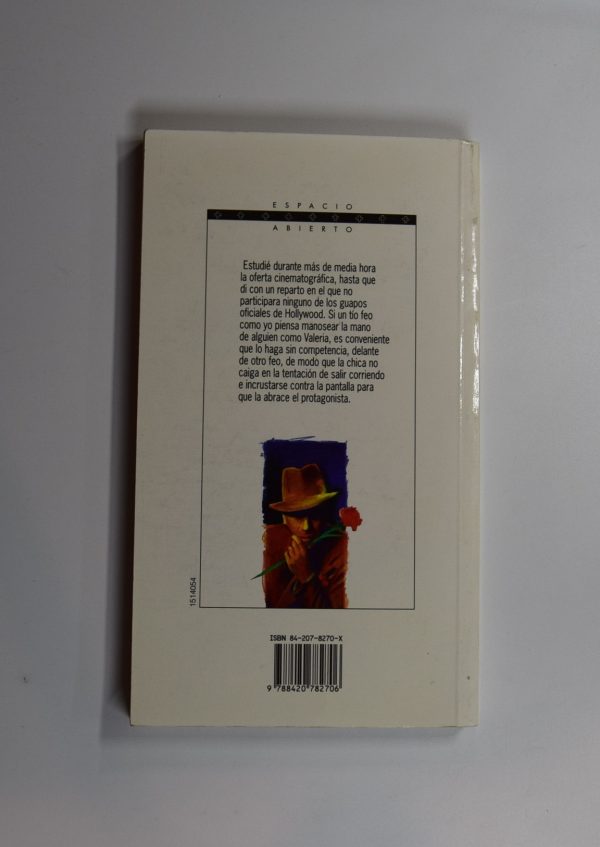 ESPACIO
ABIERTO
Estudié durante más de media hora
la oferta cinematográfica, hasta que
di con un reparto en el que no
participara ninguno de los guapos
oficiales de Hollywood. Si un tío feo
como yo piensa manosear la mano
de alguien como Valeria, es conveniente
que lo haga sin competencia, delante
de otro feo, de modo que la chica no
caiga en la tentación de salir corriendo
e incrustarse contra la pantalla para
que la abrace el protagonista.
1514054
ISBN 84-207-8270-X
9 788420 782706